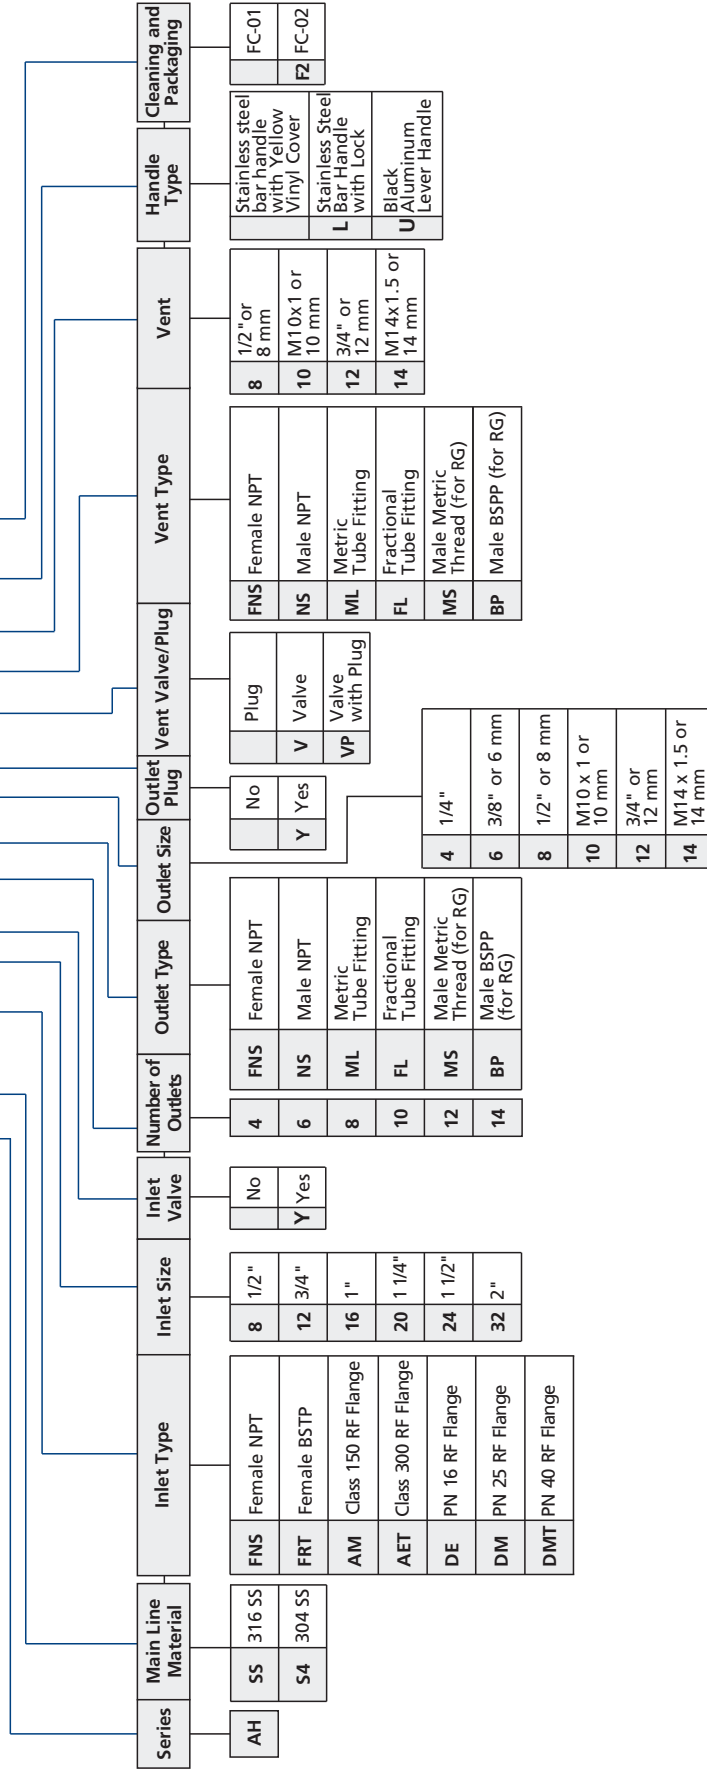 Series
AH
Main Line
Material
SS 316 SS
S4 304 SS
Inlet Type
FNS Female NPT
FRT Female BSTP
AM Class 150 RF Flange
AET Class 300 RF Flange
DE PN 16 RF Flange
DM PN 25 RF Flange
DMT PN 40 RF Flange
Inlet Size
8 1/2"
12 3/4"
16 1"
20 1 1/4"
24 1 1/2"
32 2"
Inlet
Valve
No
Y Yes
Number of
Outlets
4
6
8
10
12
14
Outlet Type
FNS Female NPT
NS Male NPT
ML Metric
Tube Fitting
FL Fractional
Tube Fitting
MS Male Metric
Thread (for RG)
BP Male BSPP
(for RG)
Outlet Size
4 1/4"
6 3/8" or 6 mm
8 1/2" or 8 mm
10 M10 x 1 or
10 mm
12 3/4" or
12 mm
14 M14 x 1.5 or
14 mm
Outlet
Plug
No
Y Yes
Vent Valve/Plug
Plug
V Valve
VP Valve
with Plug
Vent Type
FNS Female NPT
NS Male NPT
ML Metric
Tube Fitting
FL Fractional
Tube Fitting
MS Male Metric
Thread (for RG)
BP Male BSPP (for RG)
Vent
8 1/2"or
8 mm
10 M10x1 or
10 mm
12 3/4" or
12 mm
14 M14x1.5 or
14 mm
Handle
Type
Stainless steel
bar handle
with Yellow
Vinyl Cover
L Stainless Steel
Bar Handle
with Lock
U Black
Aluminum
Lever Handle
Cleaning and
Packaging
FC-01
F2 FC-02